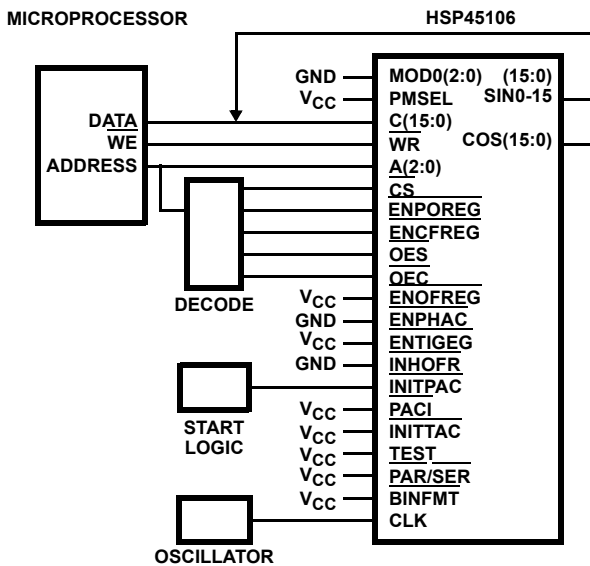 MICROPROCESSOR
HSP45106
DATA
WE
ADDRESS
DECODE
START
LOGIC
OSCILLATOR
GND
VCC
VCC
GND
VCC
GND
VCC
VCC
VCC
VCC
VCC
MOD0(2:0)
PMSEL
C(15:0)
WR
A(2:0)
CS
ENPOREG
ENCFREG
OES
OEC
ENOFREG
ENPHAC
ENTIGEG
INHOFR
INITPAC
PACI
INITTAC
TEST
PAR/SER
BINFMT
CLK
(15:0)
SIN0-15
COS(15:0)